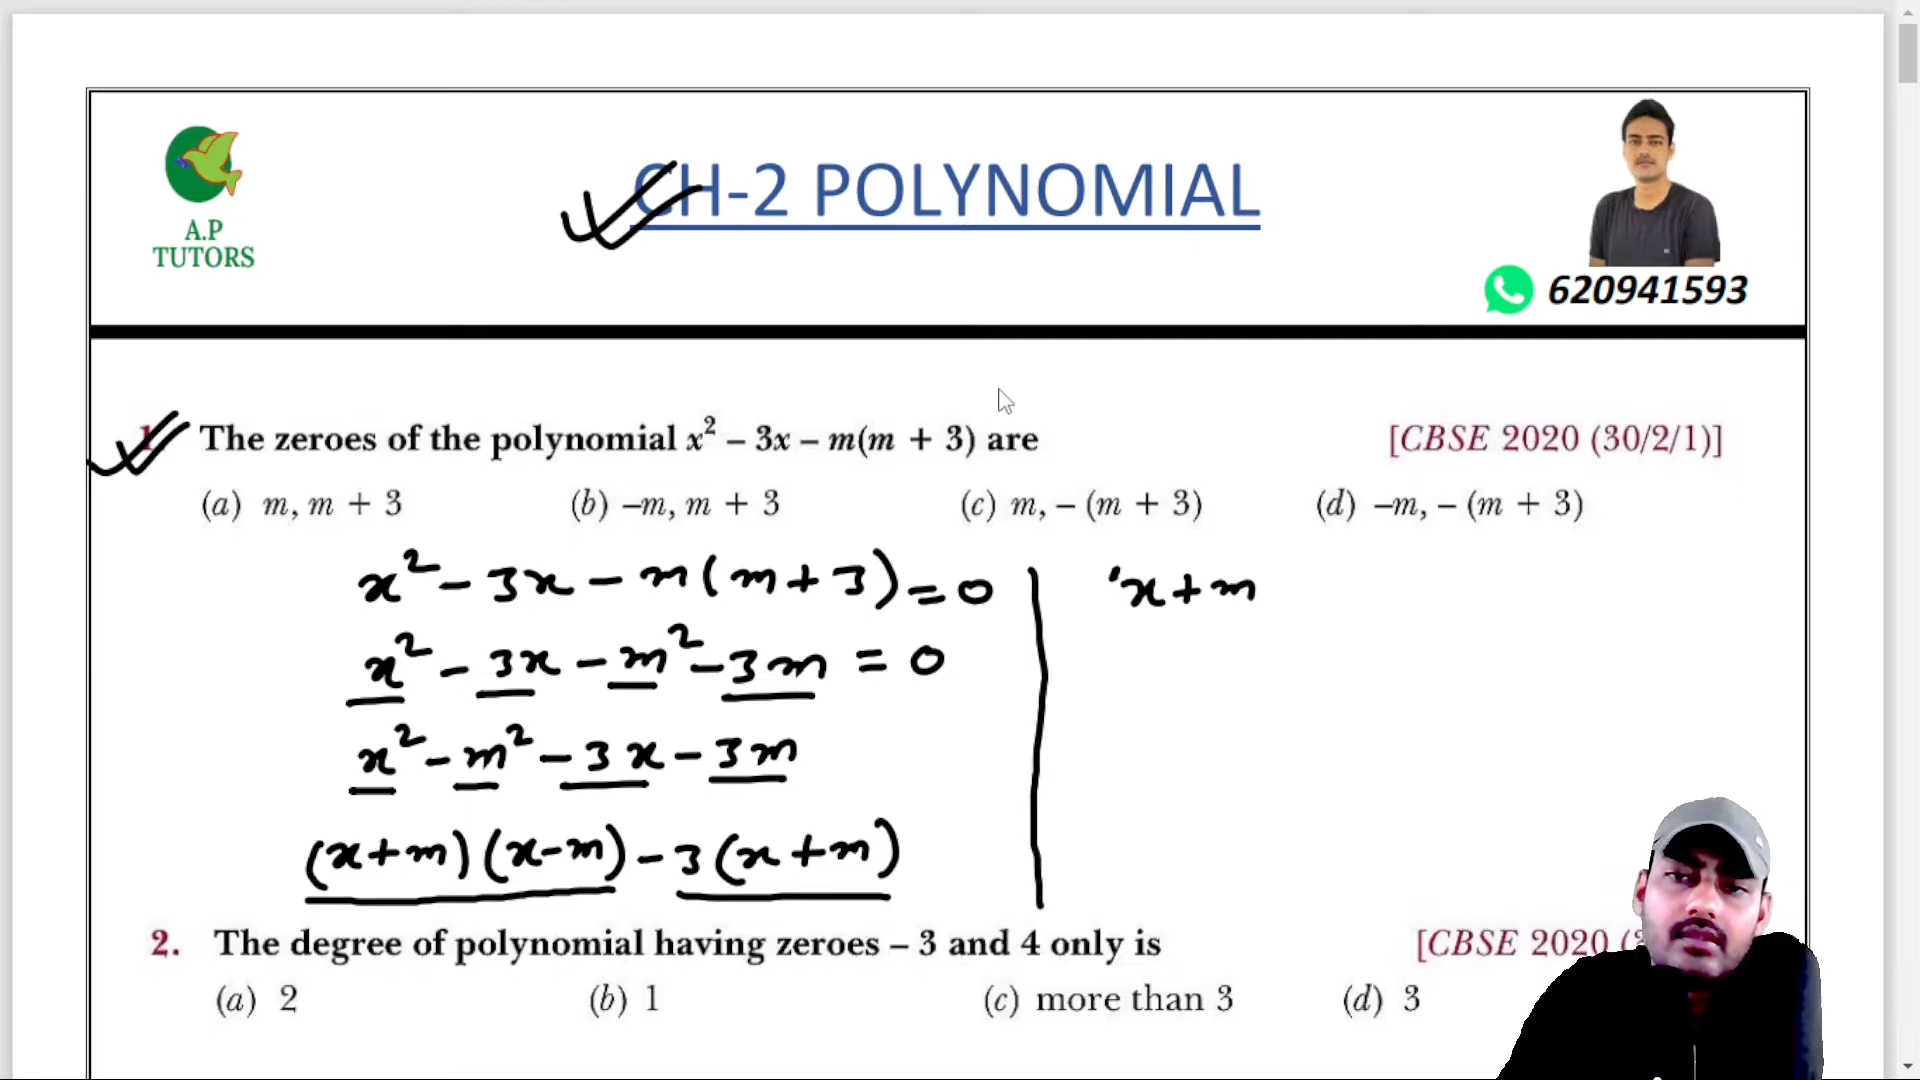 A.P
TUTORS
CH-2 POLYNOMIAL
620941593
1. The zeroes of the polynomial x² – 3x – m(m + 3) are [CBSE 2020 (30/2/1)]
(a) m, m + 3 (b) –m, m + 3 (c) m, – (m + 3) (d) –m, – (m + 3)
x² - 3x - m(m+3) = 0
x² - 3x - m² - 3m = 0
x² - m² - 3x - 3m
(x+m)(x-m) - 3(x+m)
x+m
2. The degree of polynomial having zeroes – 3 and 4 only is [CBSE 2020
(a) 2 (b) 1 (c) more than 3 (d) 3